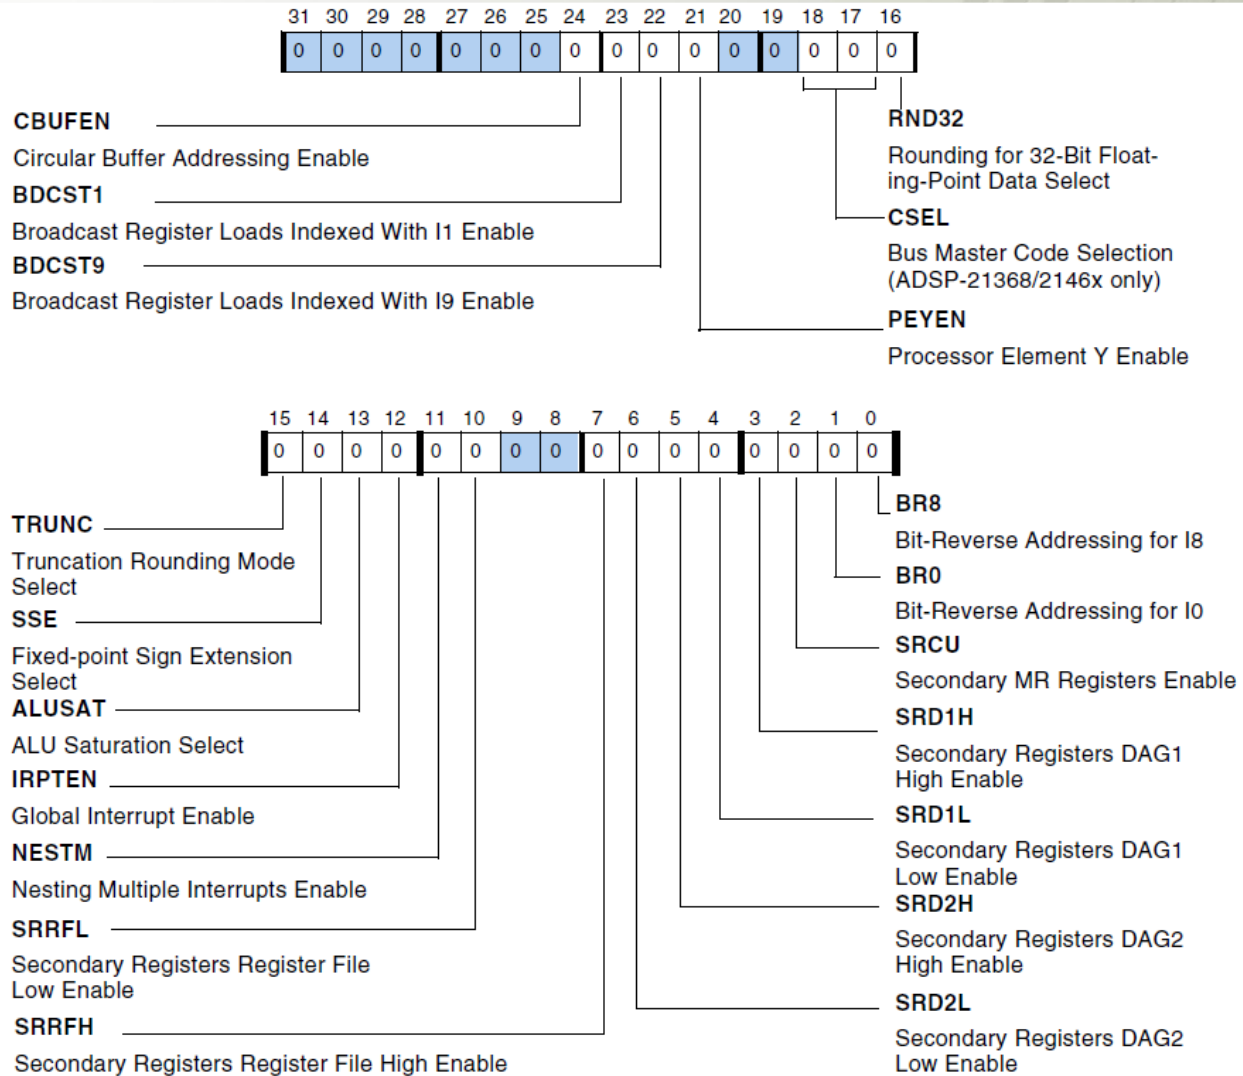 31 30 29 28 27 26 25 24 23 22 21 20 19 18 17 16
0 0 0 0 0 0 0 0 0 0 0 0 0 0 0 0
CBUFEN
Circular Buffer Addressing Enable
BDCST1
Broadcast Register Loads Indexed With I1 Enable
BDCST9
Broadcast Register Loads Indexed With I9 Enable
RND32
Rounding for 32-Bit Float-
ing-Point Data Select
CSEL
Bus Master Code Selection
(ADSP-21368/2146x only)
PEYEN
Processor Element Y Enable
15 14 13 12 11 10 9 8 7 6 5 4 3 2 1 0
0 0 0 0 0 0 0 0 0 0 0 0 0 0 0 0
TRUNC
Truncation Rounding Mode
Select
SSE
Fixed-point Sign Extension
Select
ALUSAT
ALU Saturation Select
IRPTEN
Global Interrupt Enable
NESTM
Nesting Multiple Interrupts Enable
SRRFL
Secondary Registers Register File
Low Enable
SRRFH
Secondary Registers Register File High Enable
BR8
Bit-Reverse Addressing for I8
BR0
Bit-Reverse Addressing for I0
SRCU
Secondary MR Registers Enable
SRD1H
Secondary Registers DAG1
High Enable
SRD1L
Secondary Registers DAG1
Low Enable
SRD2H
Secondary Registers DAG2
High Enable
SRD2L
Secondary Registers DAG2
Low Enable